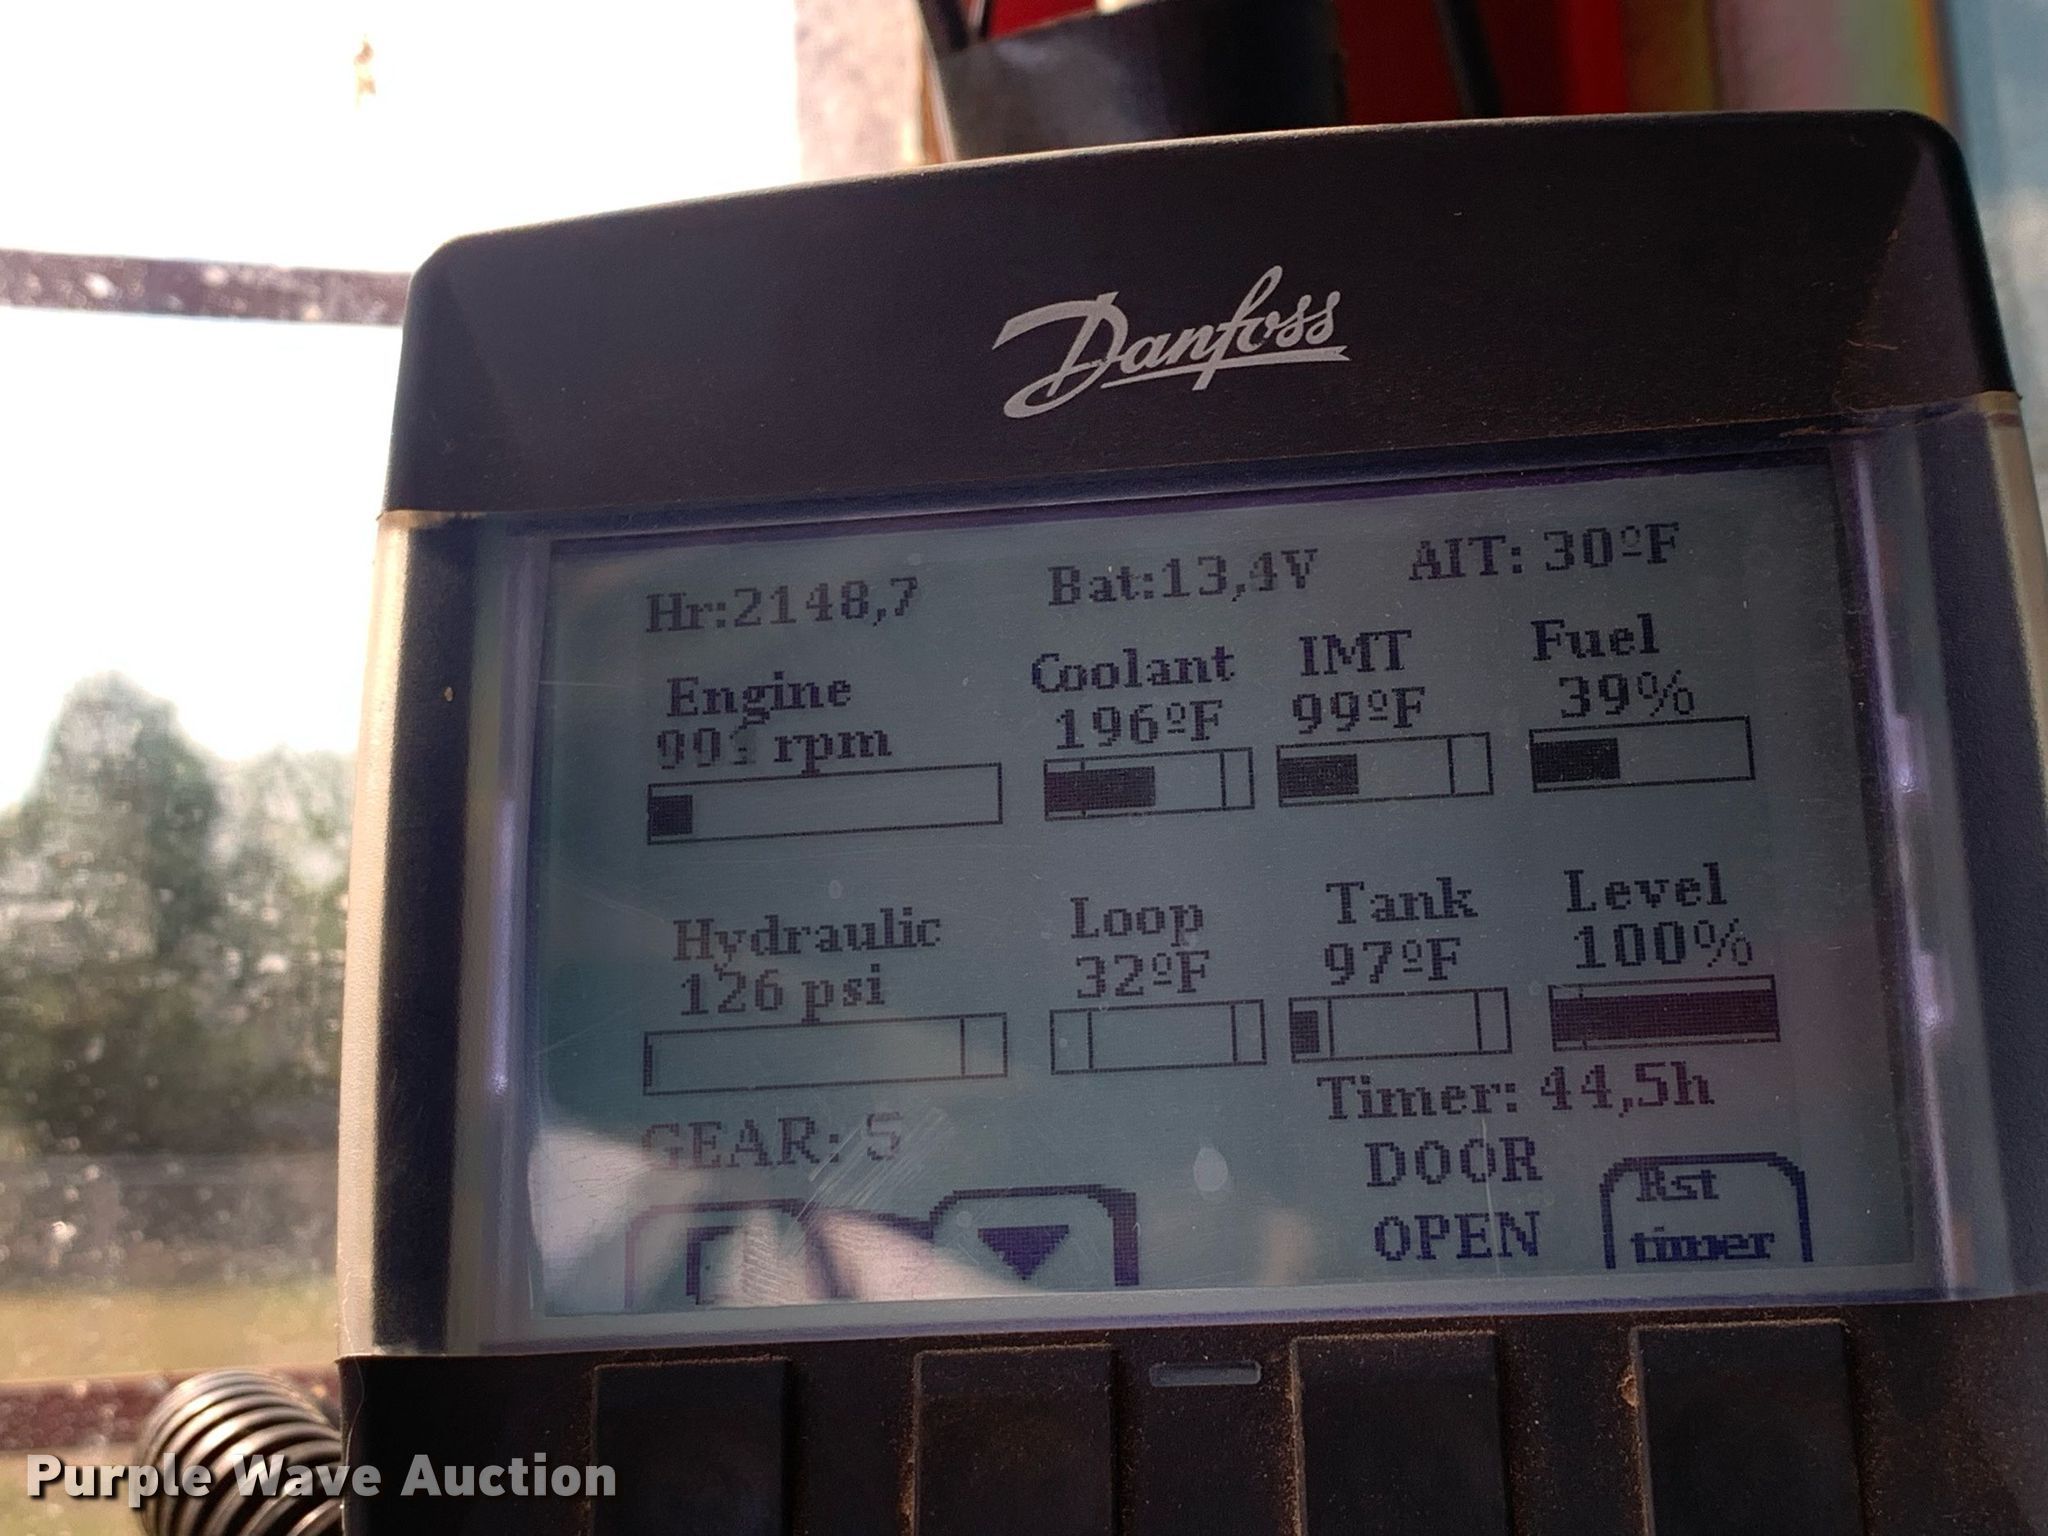 Danfoss
Hr:2148,7 Bat:13,4V AIT: 30ºF
Engine Coolant IMT Fuel
rpm 196ºF 99ºF 39%
Hydraulic Loop Tank Level
126 psi 32ºF 97ºF 100%
GEAR: 5 Timer: 44,5h
DOOR
OPEN
Rst
timer
Purple Wave Auction